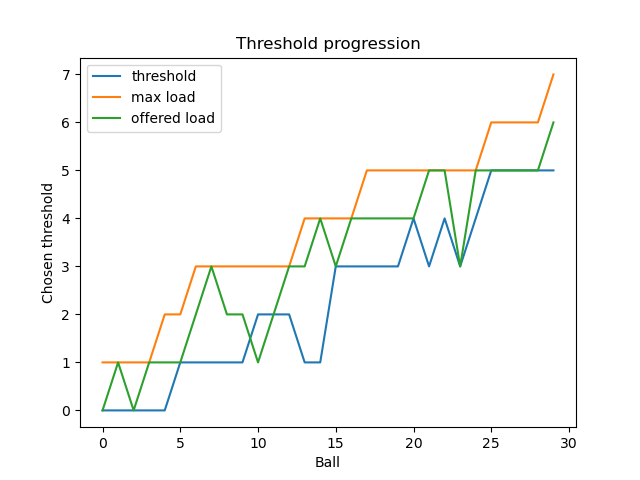 Threshold progression
threshold
max load
offered load
Chosen threshold
7
6
5
4
3
2
1
0
0 5 10 15 20 25 30
Ball